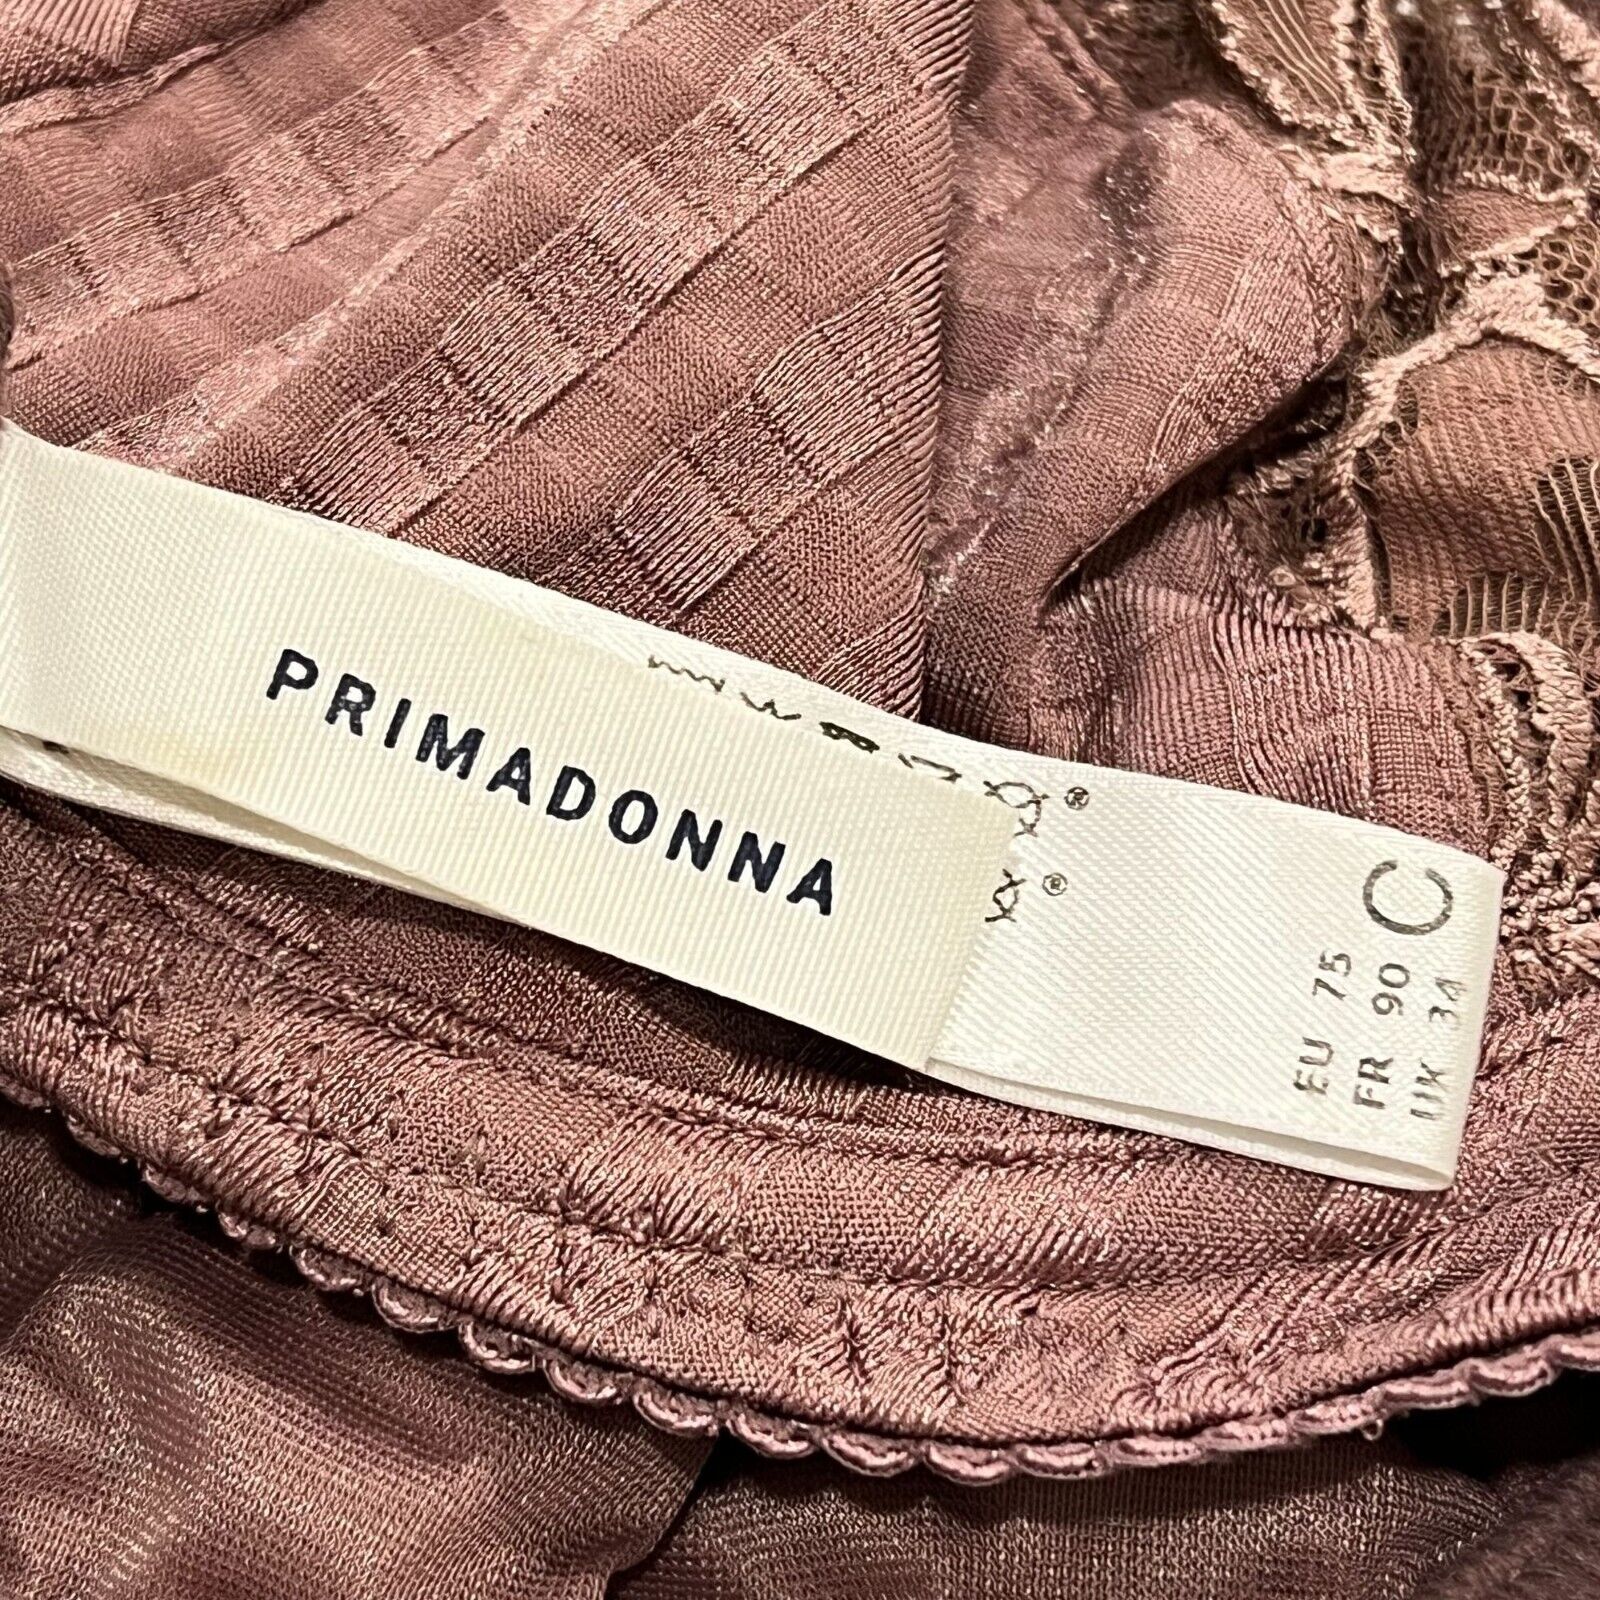 PRIMADONNA
C
EU 75
FR 90
UK 34